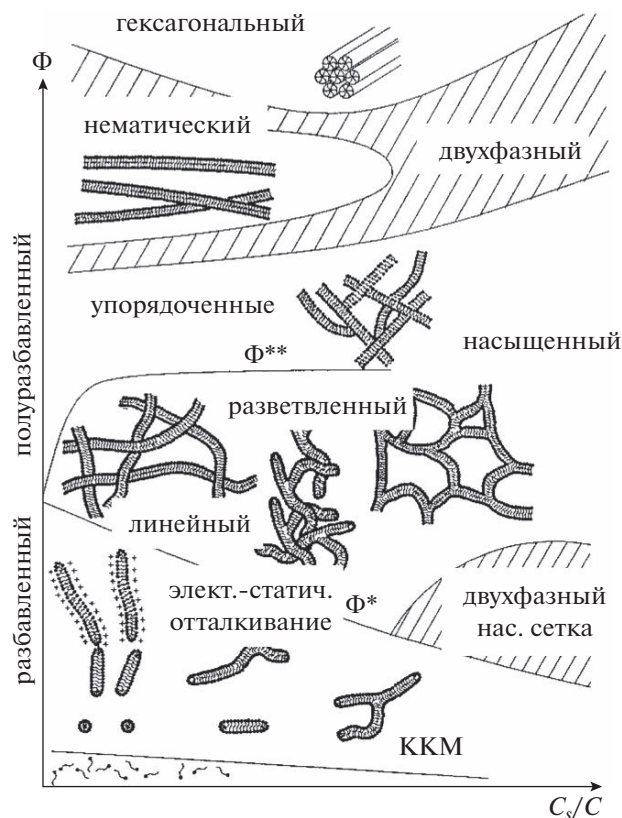 гексагональный
Φ
нематический
двухфазный
упорядоченные
насыщенный
Φ**
полуразбавленный
разветвленный
линейный
разбавленный
элект.-статич.
отталкивание
Φ*
двухфазный
нас. сетка
ККМ
C_s/C